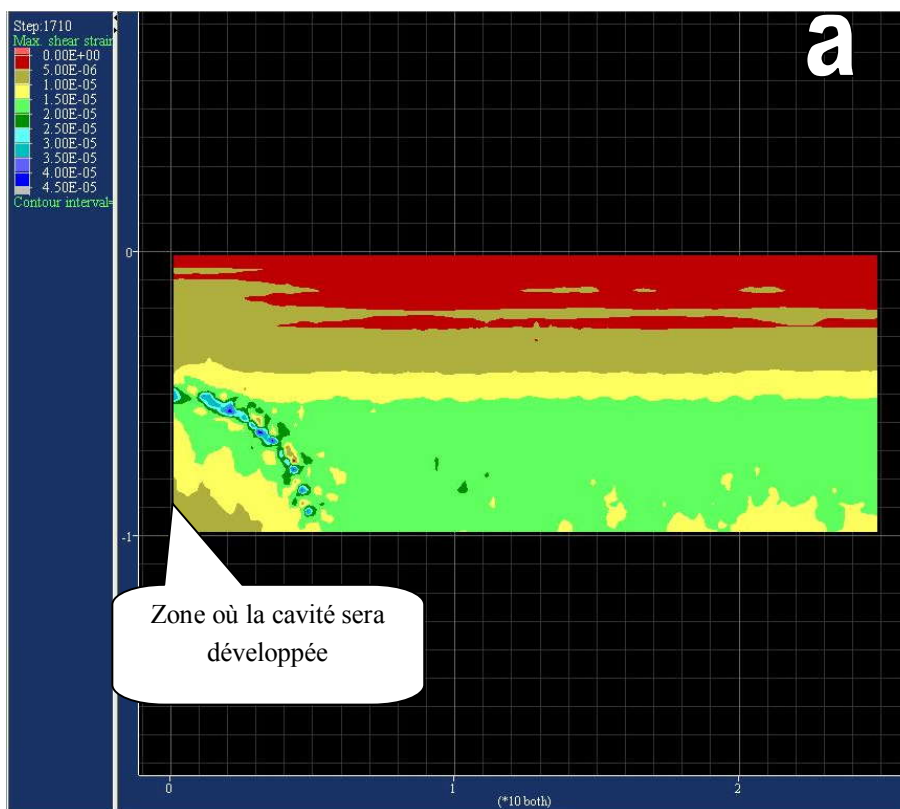 Step:1710
Max. shear strain
0.00E+00
5.00E-06
1.00E-05
1.50E-05
2.00E-05
2.50E-05
3.00E-05
3.50E-05
4.00E-05
4.50E-05
Contour interval=
a
0
-1
Zone où la cavité sera
développée
0 1 2
(*10 both)